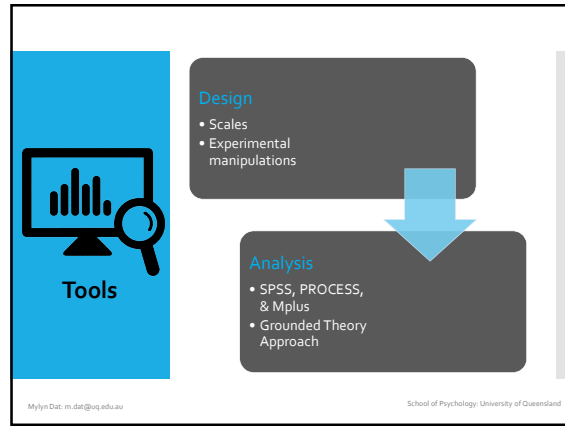 Design
• Scales
• Experimental
manipulations
Tools
Analysis
• SPSS, PROCESS,
& Mplus
• Grounded Theory
Approach
Mylyn Dat: m.dat@uq.edu.au
School of Psychology: University of Queensland